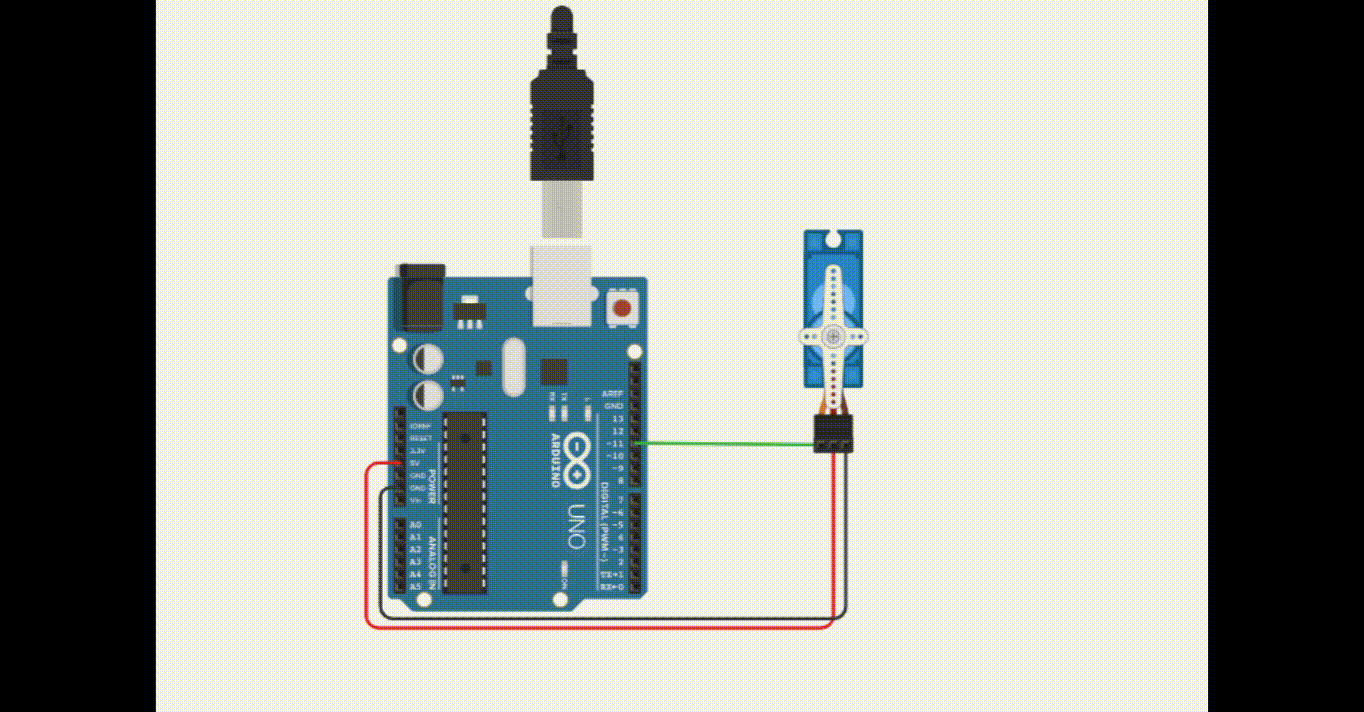 AREF
GND
13
12
~11
~10
~9
8
7
~6
~5
4
~3
2
TX→1
RX←0
DIGITAL (PWM~)
RX
TX
L
ARDUINO
UNO
ON
IOREF
RESET
3.3V
5V
GND
GND
Vin
POWER
A0
A1
A2
A3
A4
A5
ANALOG IN